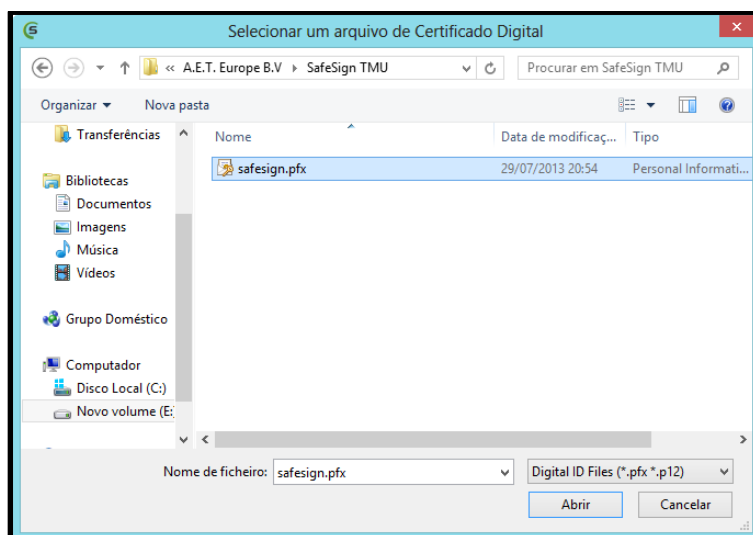 Selecionar um arquivo de Certificado Digital
« A.E.T. Europe B.V ▸ SafeSign TMU
Procurar em SafeSign TMU
Organizar
Nova pasta
Transferências
Bibliotecas
Documentos
Imagens
Música
Vídeos
Grupo Doméstico
Computador
Disco Local (C:)
Novo volume (E:
Nome
Data de modificaç...
Tipo
safesign.pfx
29/07/2013 20:54
Personal Informati...
Nome de ficheiro:
safesign.pfx
Digital ID Files (*.pfx *.p12)
Abrir
Cancelar